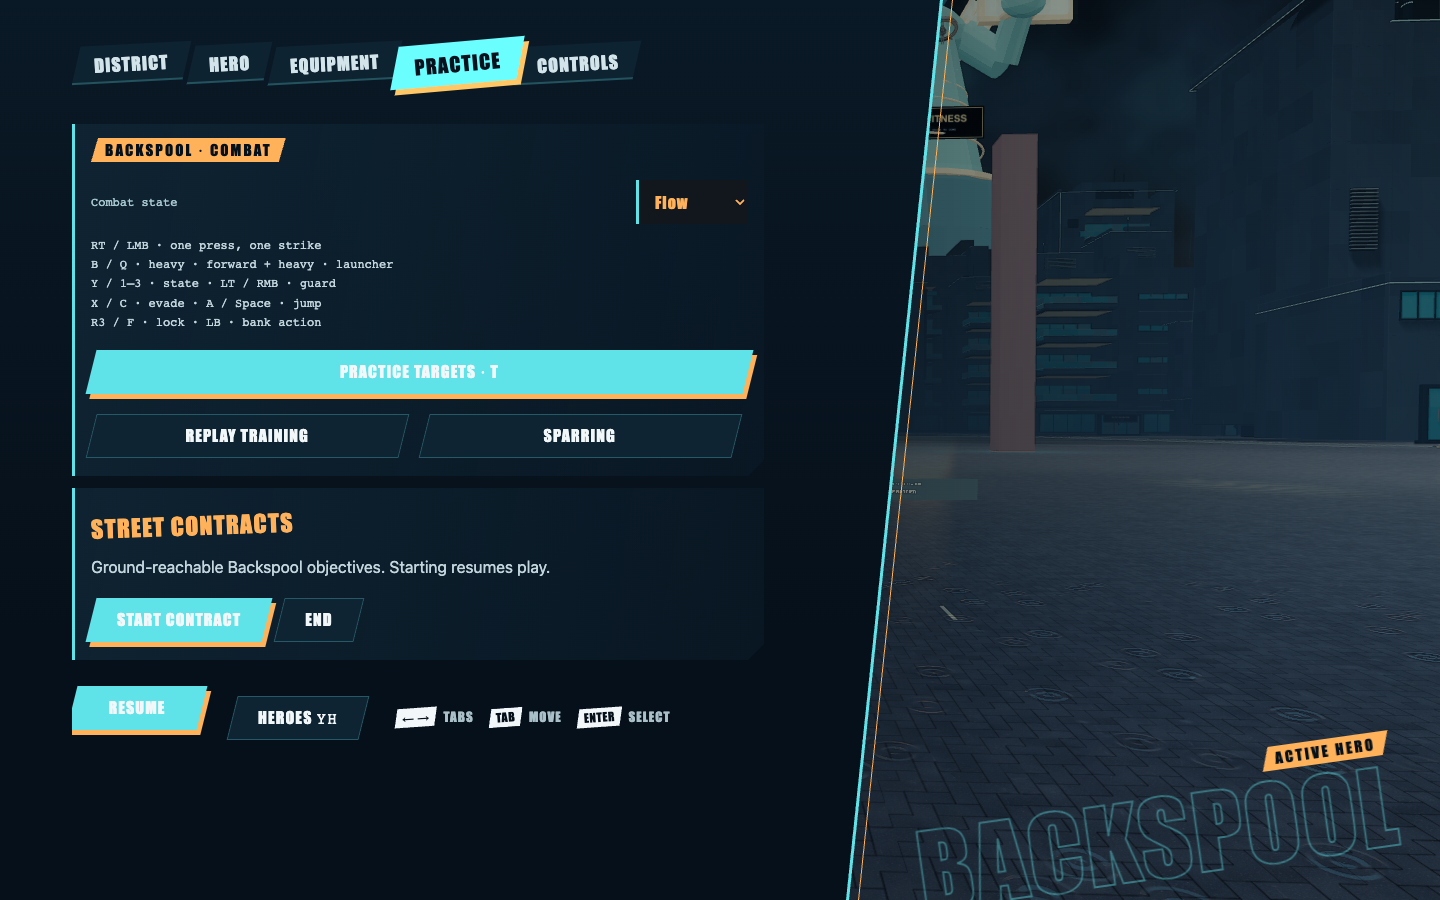 DISTRICT
HERO
EQUIPMENT
PRACTICE
CONTROLS
BACKSPOOL · COMBAT
Combat state
Flow
RT / LMB · one press, one strike
B / Q · heavy · forward + heavy · launcher
Y / 1–3 · state · LT / RMB · guard
X / C · evade · A / Space · jump
R3 / F · lock · LB · bank action
PRACTICE TARGETS · T
REPLAY TRAINING
SPARRING
STREET CONTRACTS
Ground-reachable Backspool objectives. Starting resumes play.
START CONTRACT
END
RESUME
HEROES YH
←→ TABS
TAB MOVE
ENTER SELECT
ACTIVE HERO
BACKSPOOL